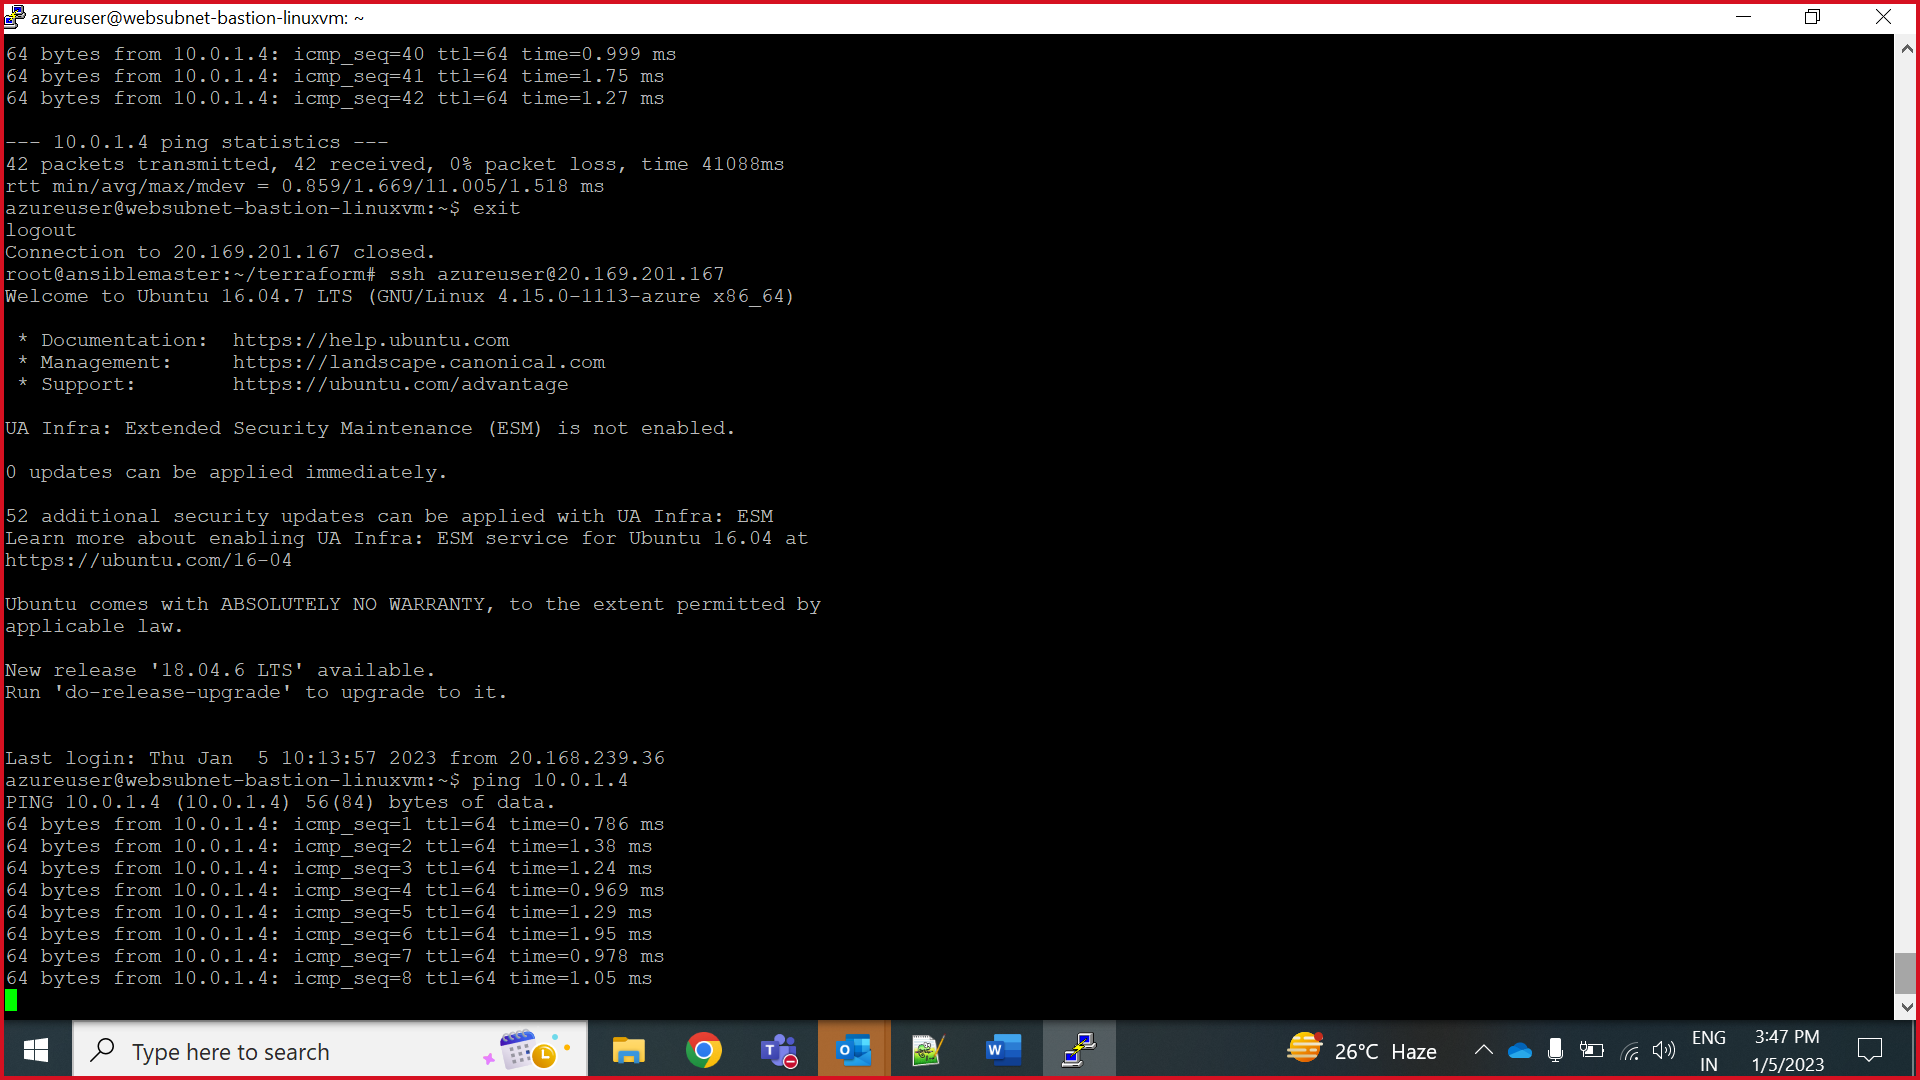 azureuser@websubnet-bastion-linuxvm: ~
64 bytes from 10.0.1.4: icmp_seq=40 ttl=64 time=0.999 ms
64 bytes from 10.0.1.4: icmp_seq=41 ttl=64 time=1.75 ms
64 bytes from 10.0.1.4: icmp_seq=42 ttl=64 time=1.27 ms
--- 10.0.1.4 ping statistics ---
42 packets transmitted, 42 received, 0% packet loss, time 41088ms
rtt min/avg/max/mdev = 0.859/1.669/11.005/1.518 ms
azureuser@websubnet-bastion-linuxvm:~$ exit
logout
Connection to 20.169.201.167 closed.
root@ansiblemaster:~/terraform# ssh azureuser@20.169.201.167
Welcome to Ubuntu 16.04.7 LTS (GNU/Linux 4.15.0-1113-azure x86_64)
* Documentation:  https://help.ubuntu.com
* Management:     https://landscape.canonical.com
* Support:        https://ubuntu.com/advantage
UA Infra: Extended Security Maintenance (ESM) is not enabled.
0 updates can be applied immediately.
52 additional security updates can be applied with UA Infra: ESM
Learn more about enabling UA Infra: ESM service for Ubuntu 16.04 at
https://ubuntu.com/16-04
Ubuntu comes with ABSOLUTELY NO WARRANTY, to the extent permitted by
applicable law.
New release '18.04.6 LTS' available.
Run 'do-release-upgrade' to upgrade to it.
Last login: Thu Jan  5 10:13:57 2023 from 20.168.239.36
azureuser@websubnet-bastion-linuxvm:~$ ping 10.0.1.4
PING 10.0.1.4 (10.0.1.4) 56(84) bytes of data.
64 bytes from 10.0.1.4: icmp_seq=1 ttl=64 time=0.786 ms
64 bytes from 10.0.1.4: icmp_seq=2 ttl=64 time=1.38 ms
64 bytes from 10.0.1.4: icmp_seq=3 ttl=64 time=1.24 ms
64 bytes from 10.0.1.4: icmp_seq=4 ttl=64 time=0.969 ms
64 bytes from 10.0.1.4: icmp_seq=5 ttl=64 time=1.29 ms
64 bytes from 10.0.1.4: icmp_seq=6 ttl=64 time=1.95 ms
64 bytes from 10.0.1.4: icmp_seq=7 ttl=64 time=0.978 ms
64 bytes from 10.0.1.4: icmp_seq=8 ttl=64 time=1.05 ms
Type here to search
26°C Haze
ENG
IN
3:47 PM
1/5/2023